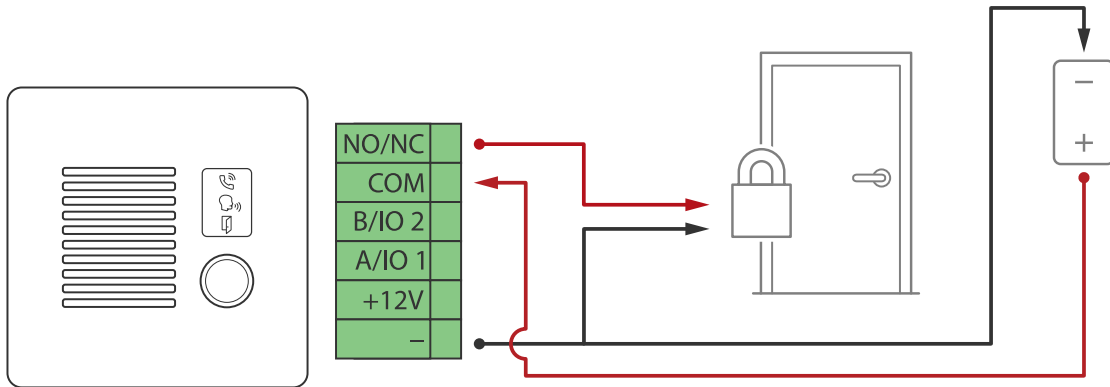 NO/NC
COM
B/IO 2
A/IO 1
+12V
–
–
+